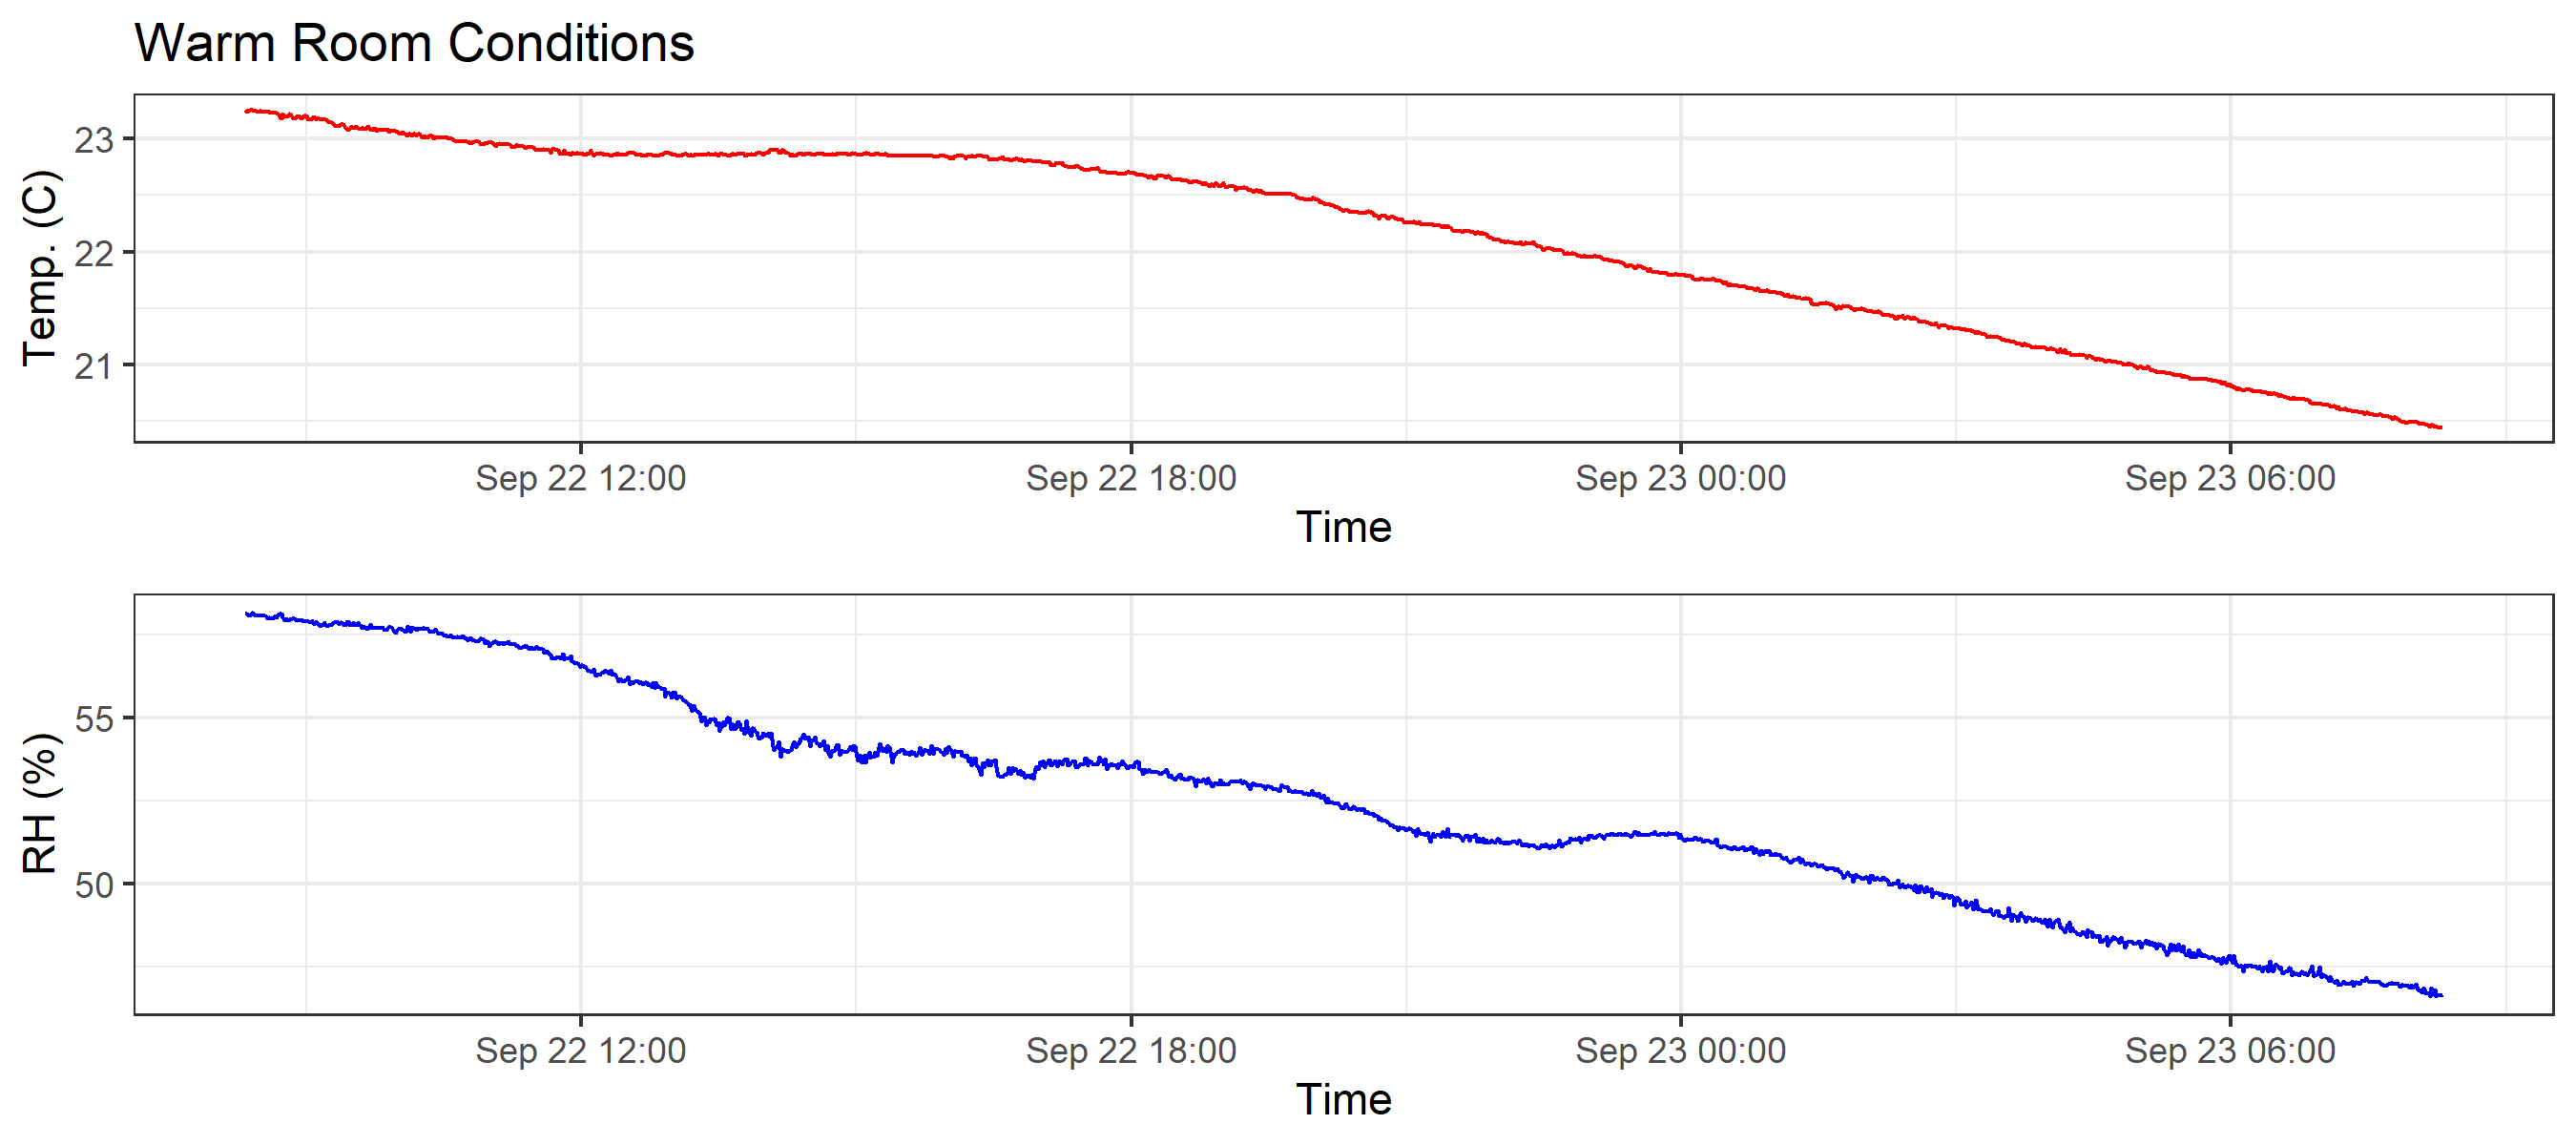 Warm Room Conditions
23
22
21
Temp. (C)
Sep 22 12:00 Sep 22 18:00 Sep 23 00:00 Sep 23 06:00
Time
55
50
RH (%)
Sep 22 12:00 Sep 22 18:00 Sep 23 00:00 Sep 23 06:00
Time